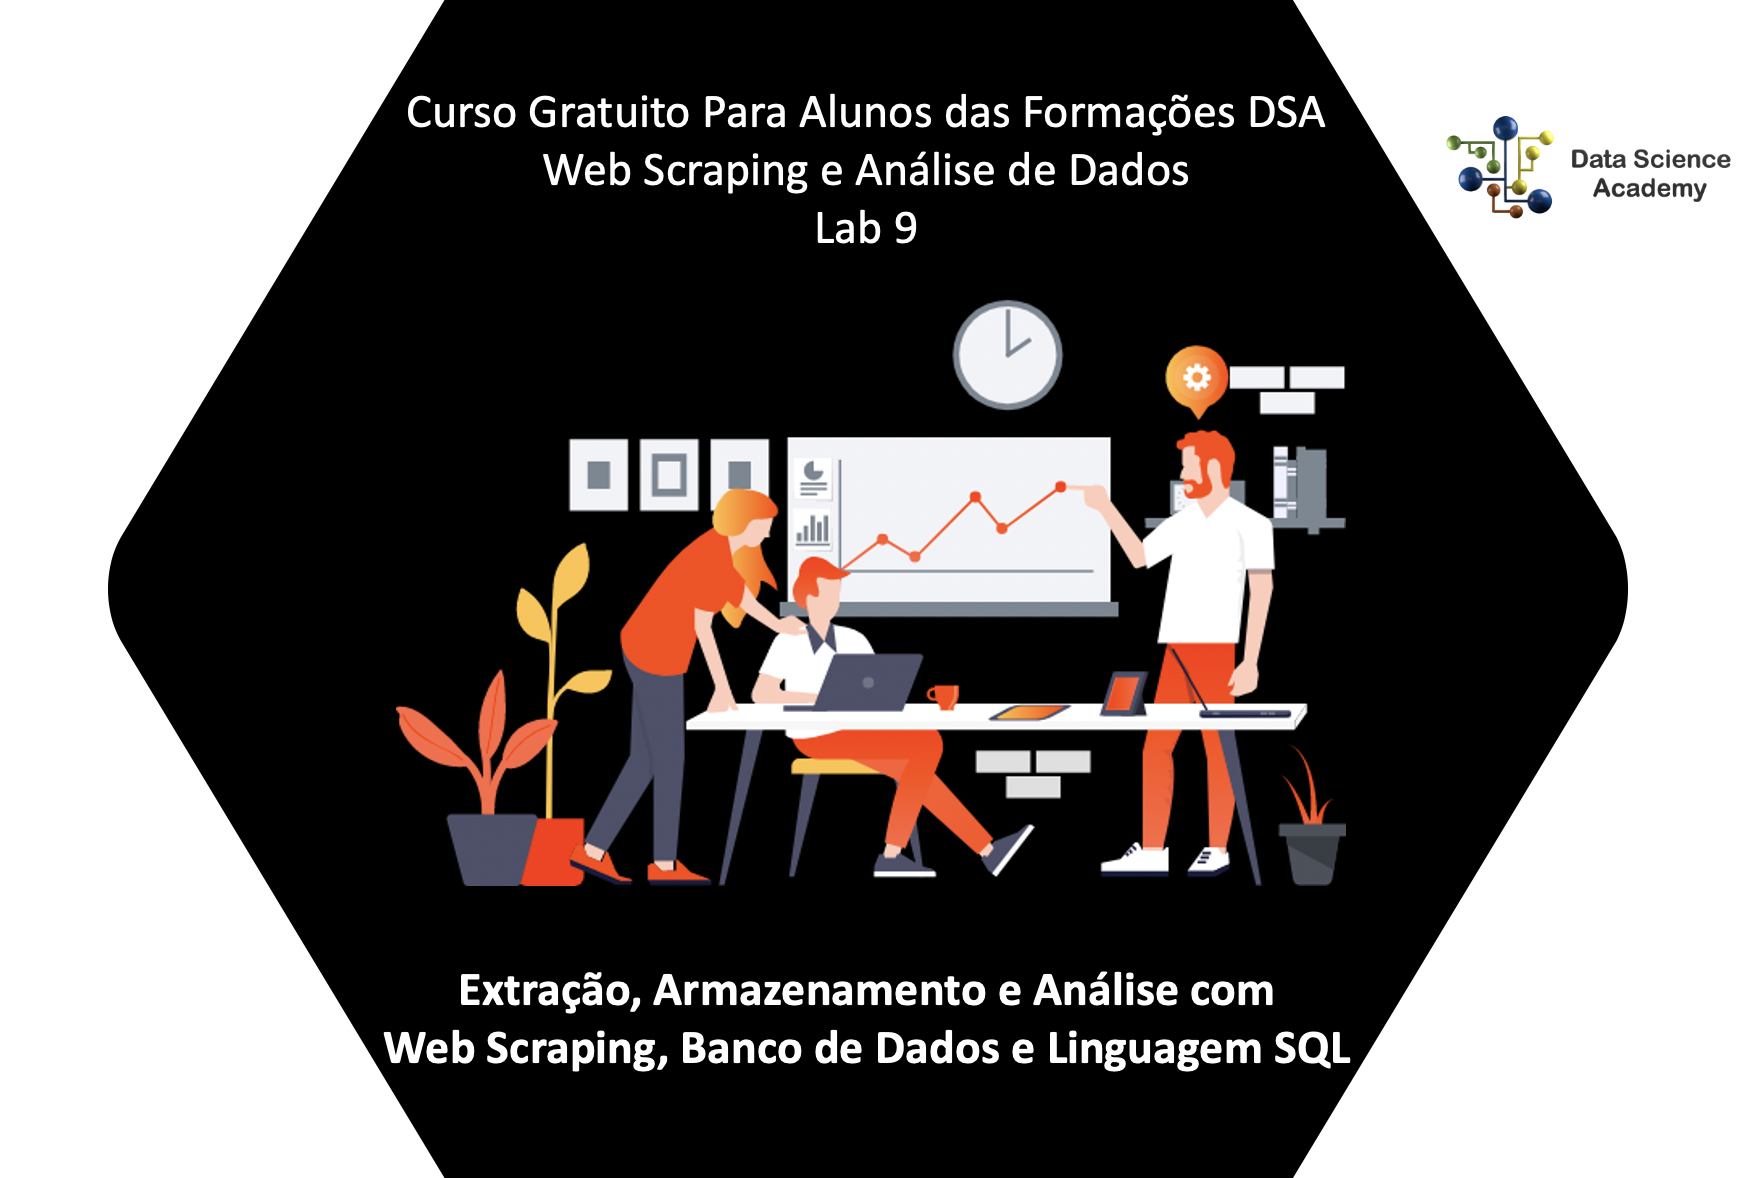 Curso Gratuito Para Alunos das Formações DSA
Web Scraping e Análise de Dados
Lab 9
Data Science
Academy
Extração, Armazenamento e Análise com
Web Scraping, Banco de Dados e Linguagem SQL